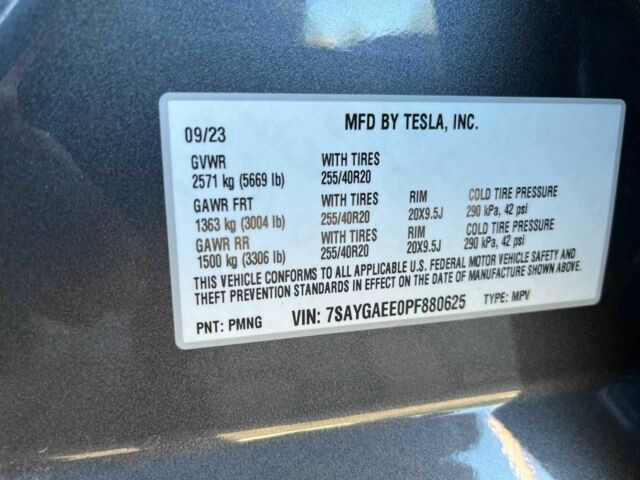 MFD BY TESLA, INC.
09/23
GVWR WITH TIRES
2571 kg (5669 lb) 255/40R20
GAWR FRT WITH TIRES RIM COLD TIRE PRESSURE
1363 kg (3004 lb) 255/40R20 20X9.5J 290 kPa, 42 psi
GAWR RR WITH TIRES RIM COLD TIRE PRESSURE
1500 kg (3306 lb) 255/40R20 20X9.5J 290 kPa, 42 psi
THIS VEHICLE CONFORMS TO ALL APPLICABLE U.S. FEDERAL MOTOR VEHICLE SAFETY AND
THEFT PREVENTION STANDARDS IN EFFECT ON THE DATE OF MANUFACTURE SHOWN ABOVE.
PNT: PMNG VIN: 7SAYGAEE0PF880625 TYPE: MPV